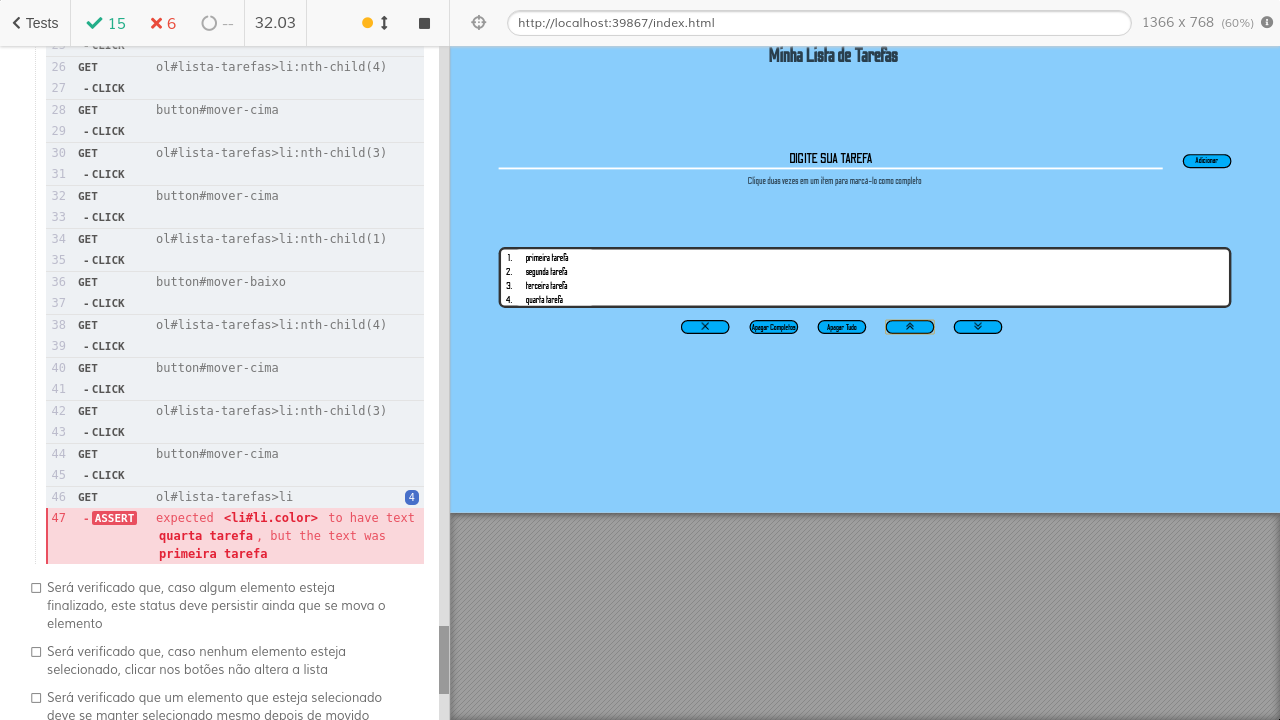 Tests
15
6
--
32.03
http://localhost:39867/index.html
1366 x 768 (60%)
- CLICK
26 GET lista-tarefas>li:nth-child(4)
27 - CLICK
28 GET button#mover-cima
29 - CLICK
30 GET ol#lista-tarefas>li:nth-child(3)
31 - CLICK
32 GET button#mover-cima
33 - CLICK
34 GET ol#lista-tarefas>li:nth-child(1)
35 - CLICK
36 GET button#mover-baixo
37 - CLICK
38 GET ol#lista-tarefas>li:nth-child(4)
39 - CLICK
40 GET button#mover-cima
41 - CLICK
42 GET ol#lista-tarefas>li:nth-child(3)
43 - CLICK
44 GET button#mover-cima
45 - CLICK
46 GET ol#lista-tarefas>li 4
47 - ASSERT expected <li#li.color> to have text
quarta tarefa , but the text was
primeira tarefa
Será verificado que, caso algum elemento esteja
finalizado, este status deve persistir ainda que se mova o
elemento
Será verificado que, caso nenhum elemento esteja
selecionado, clicar nos botões não altera a lista
Será verificado que um elemento que esteja selecionado
deve se manter selecionado mesmo depois de movido
Minha Lista de Tarefas
DIGITE SUA TAREFA
Adicionar
Clique duas vezes em um item para marcá-lo como completo
1. primeira tarefa
2. segunda tarefa
3. terceira tarefa
4. quarta tarefa
Apagar Completos
Apagar Tudo